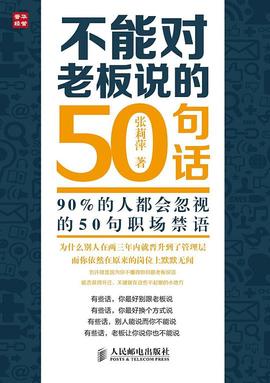 普华
经管
不能对
老板说的
50句话
张莉萍 著
90%的人都会忽视
的50句职场禁语
为什么别人在两三年内就晋升到了管理层
而你依然在原来的岗位上默默无闻
有些话，你最好别跟老板说
有些话，你最好换个方式说
有些话，别人能说而你不能说
有些话，老板让你说你也不能说
人民邮电出版社
POSTS & TELECOM PRESS